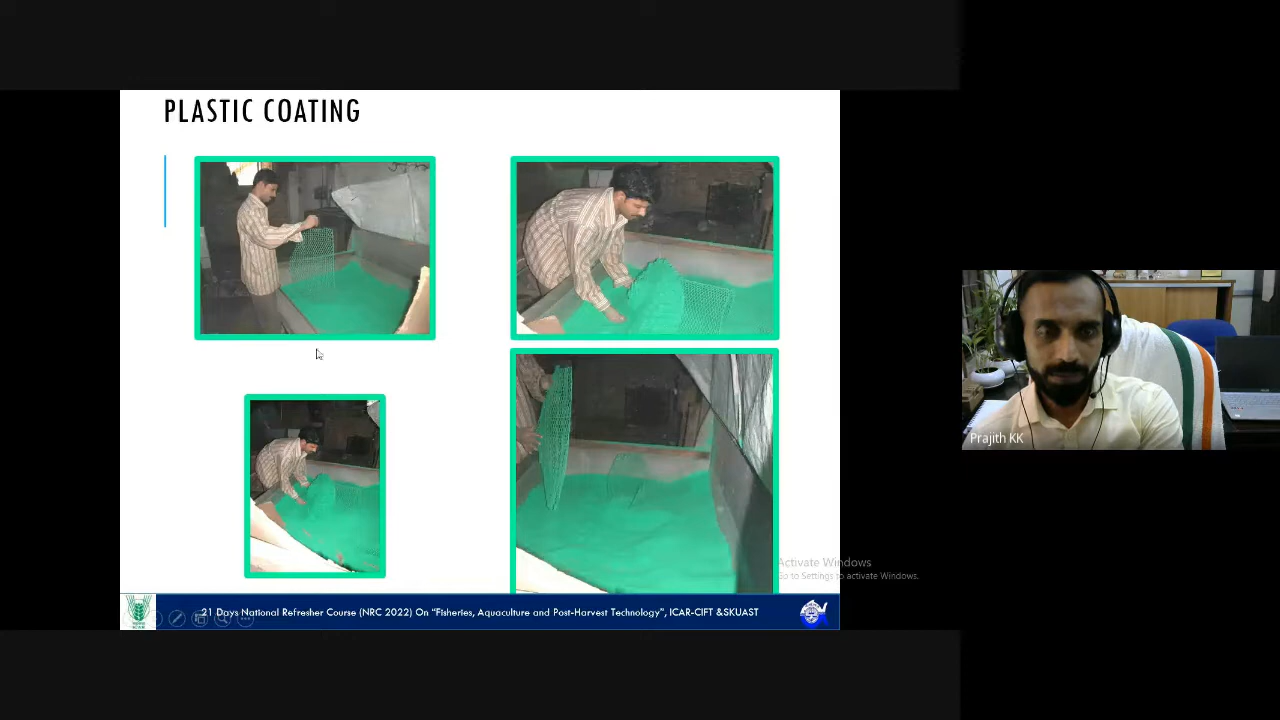 PLASTIC COATING
Prajith KK
Activate Windows
Go to Settings to activate Windows.
21 Days National Refresher Course (NRC 2022) On "Fisheries, Aquaculture and Post-Harvest Technology", ICAR-CIFT &SKUAST